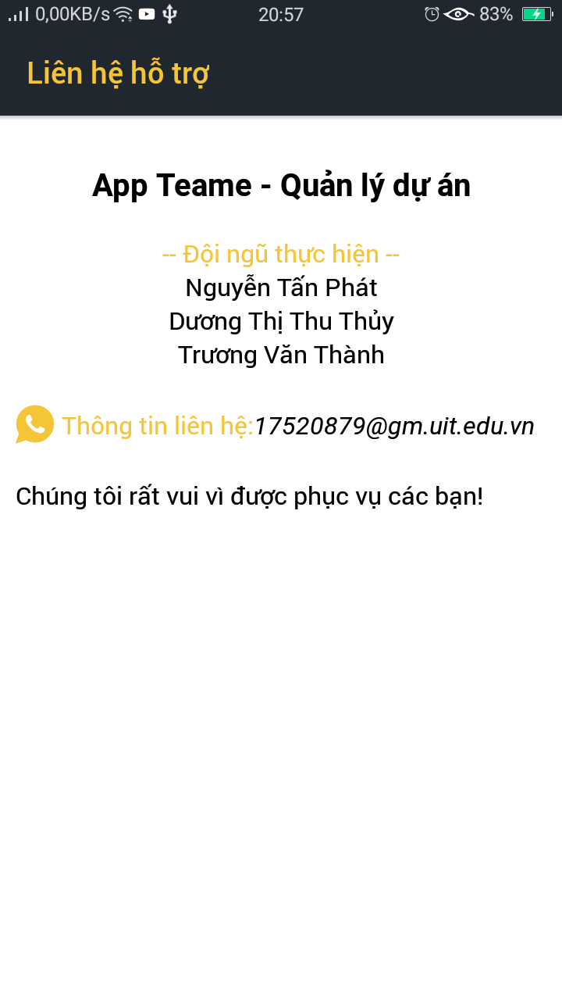 0,00KB/s 20:57 83%
Liên hệ hỗ trợ
App Teame - Quản lý dự án
-- Đội ngũ thực hiện --
Nguyễn Tấn Phát
Dương Thị Thu Thủy
Trương Văn Thành
Thông tin liên hệ:17520879@gm.uit.edu.vn
Chúng tôi rất vui vì được phục vụ các bạn!